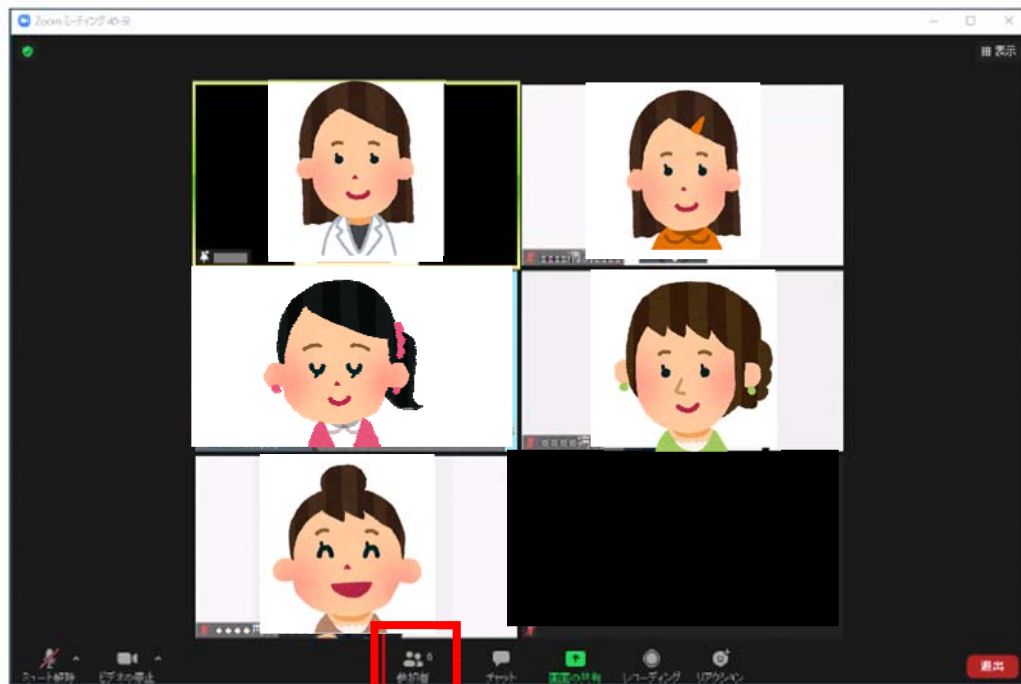 Zoom ミーティング 40-分
表示
ミュート解除
ビデオの停止
参加者
チャット
画面の共有
レコーディング
リアクション
退出